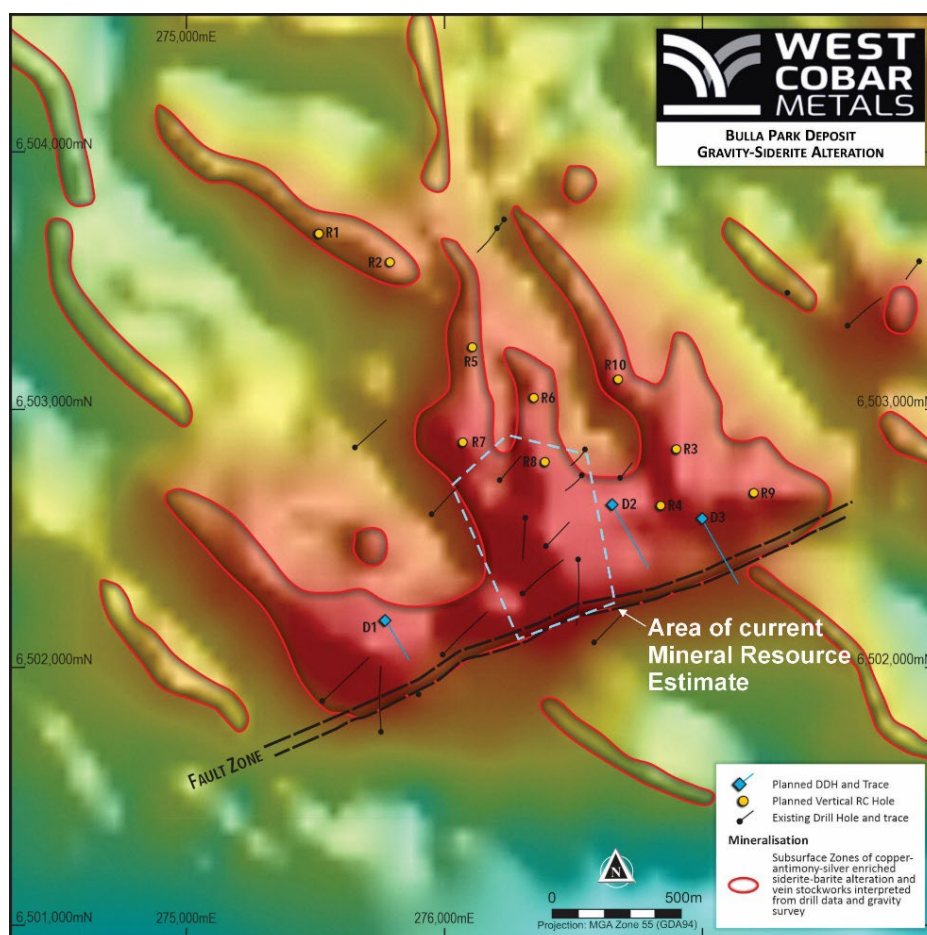 275,000mE
WEST
COBAR
METALS
BULLA PARK DEPOSIT
GRAVITY-SIDERITE ALTERATION
6,504,000mN
R1
R2
R5
R10
R6
6,503,000mN
6,503,000mN
R7
R3
R8
R9
D2
R4
D3
D1
Area of current
Mineral Resource
Estimate
6,502,000mN
6,502,000mN
FAULT ZONE
Planned DDH and Trace
Planned Vertical RC Hole
Existing Drill Hole and trace
Mineralisation
Subsurface Zones of copper-
antimony-silver enriched
siderite-barite alteration and
vein stockworks interpreted
from drill data and gravity
survey
N
0 500m
Projection: MGA Zone 55 (GDA94)
6,501,000mN
275,000mE
276,000mE